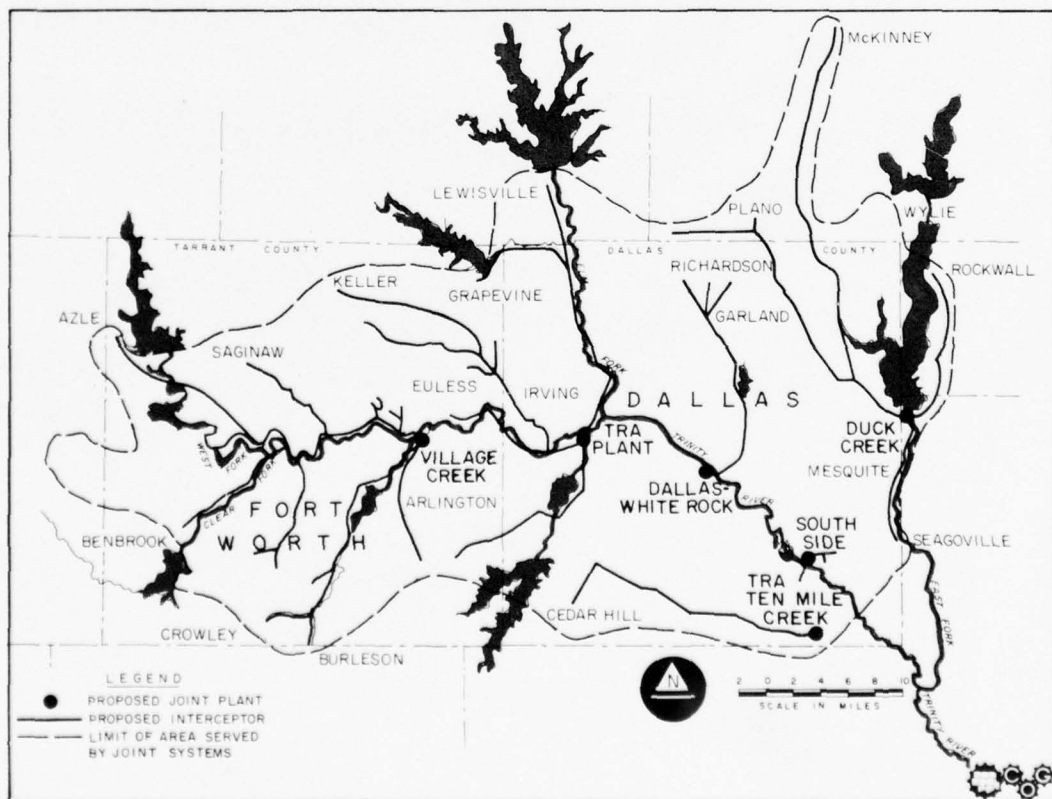 McKINNEY
LEWISVILLE
PLANO
WYLIE
TARRANT COUNTY
DALLAS COUNTY
ROCKWALL
RICHARDSON
KELLER
GRAPEVINE
GARLAND
AZLE
SAGINAW
FORK
EULESS
IRVING
DALLAS
TRA
PLANT
TRINITY
RIVER
DUCK
CREEK
VILLAGE
CREEK
WEST
FORK
MESQUITE
ARLINGTON
DALLAS-
WHITE ROCK
CLEAR
FORK
FORT
WORTH
BENBROOK
SOUTH
SIDE
SEAGOVILLE
TRA
TEN MILE
CREEK
EAST FORK
CEDAR HILL
CROWLEY
BURLESON
LEGEND
PROPOSED JOINT PLANT
PROPOSED INTERCEPTOR
LIMIT OF AREA SERVED
BY JOINT SYSTEMS
N
2 0 2 4 6 8 10
SCALE IN MILES
TRINITY RIVER
COG